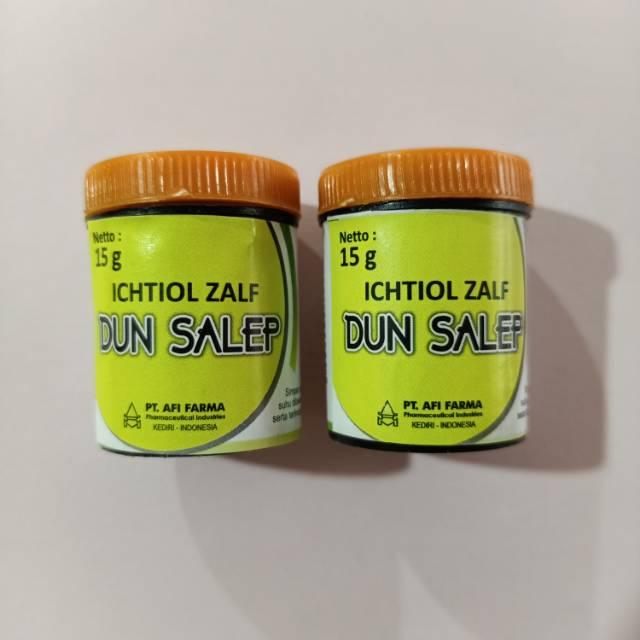 Netto :
15 g
ICHTIOL ZALF
DUN SALEP
PT. AFI FARMA
Pharmaceutical Industries
KEDIRI - INDONESIA
Netto :
15 g
ICHTIOL ZALF
DUN SALEP
PT. AFI FARMA
Pharmaceutical Industries
KEDIRI - INDONESIA